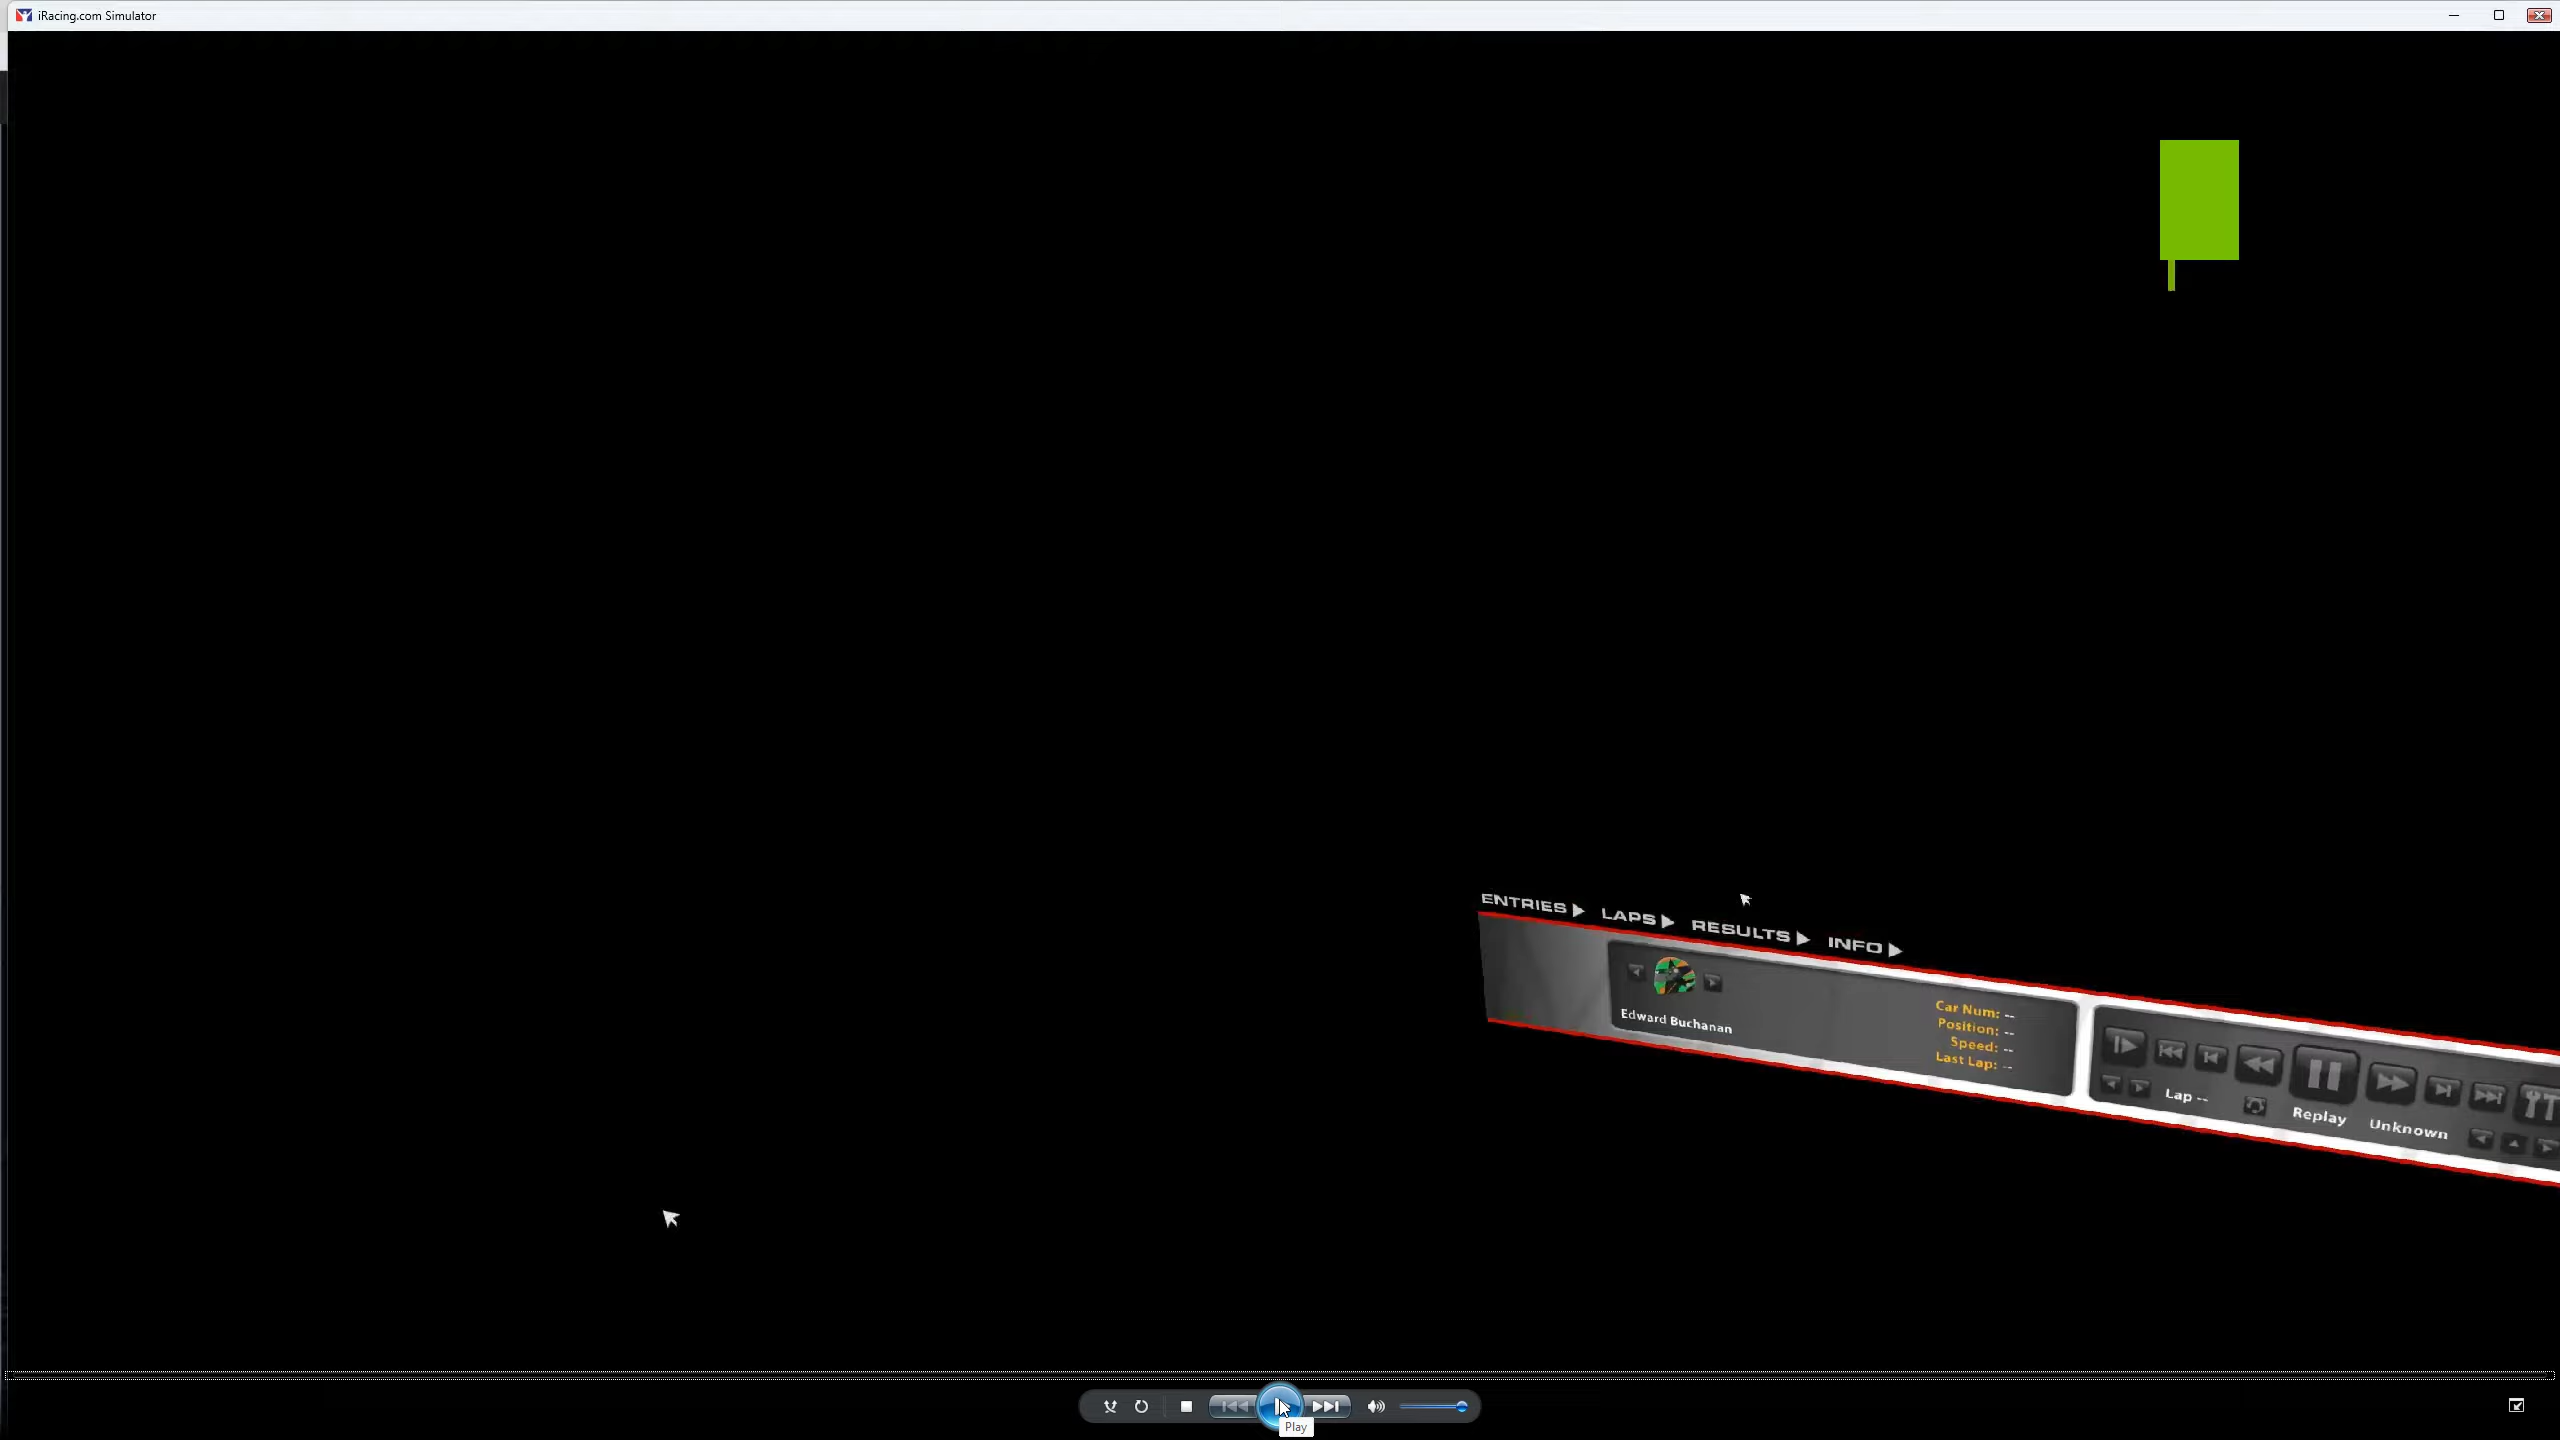 iRacing.com Simulator
ENTRIES LAPS RESULTS INFO
Edward Buchanan
Car Num: --
Position: --
Speed: --
Last Lap: --
Lap --
Replay Unknown
Play